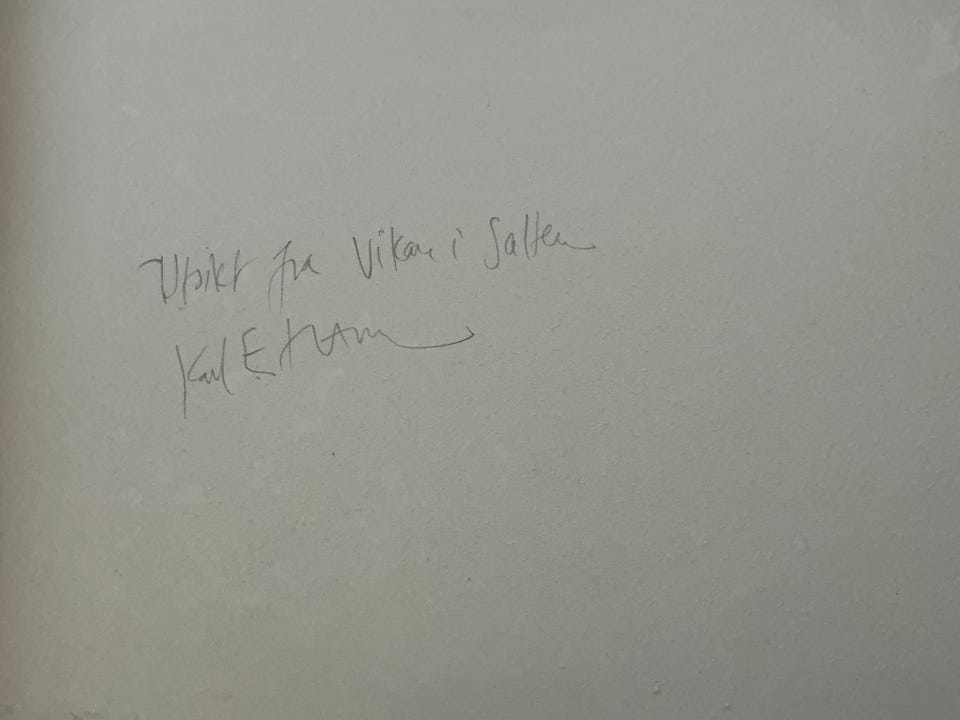 Utsikt fra Vikan i Salten
Karl E. Harr